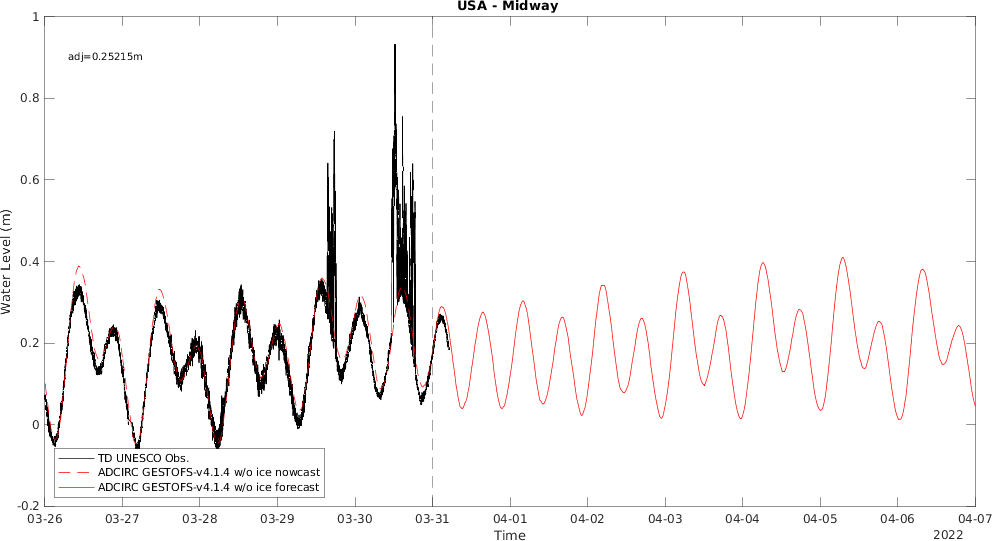 USA - Midway
adj=0.25215m
Water Level (m)
1
0.8
0.6
0.4
0.2
0
-0.2
TD UNESCO Obs.
ADCIRC GESTOFS-v4.1.4 w/o ice nowcast
ADCIRC GESTOFS-v4.1.4 w/o ice forecast
03-26 03-27 03-28 03-29 03-30 03-31 04-01 04-02 04-03 04-04 04-05 04-06 04-07
Time
2022